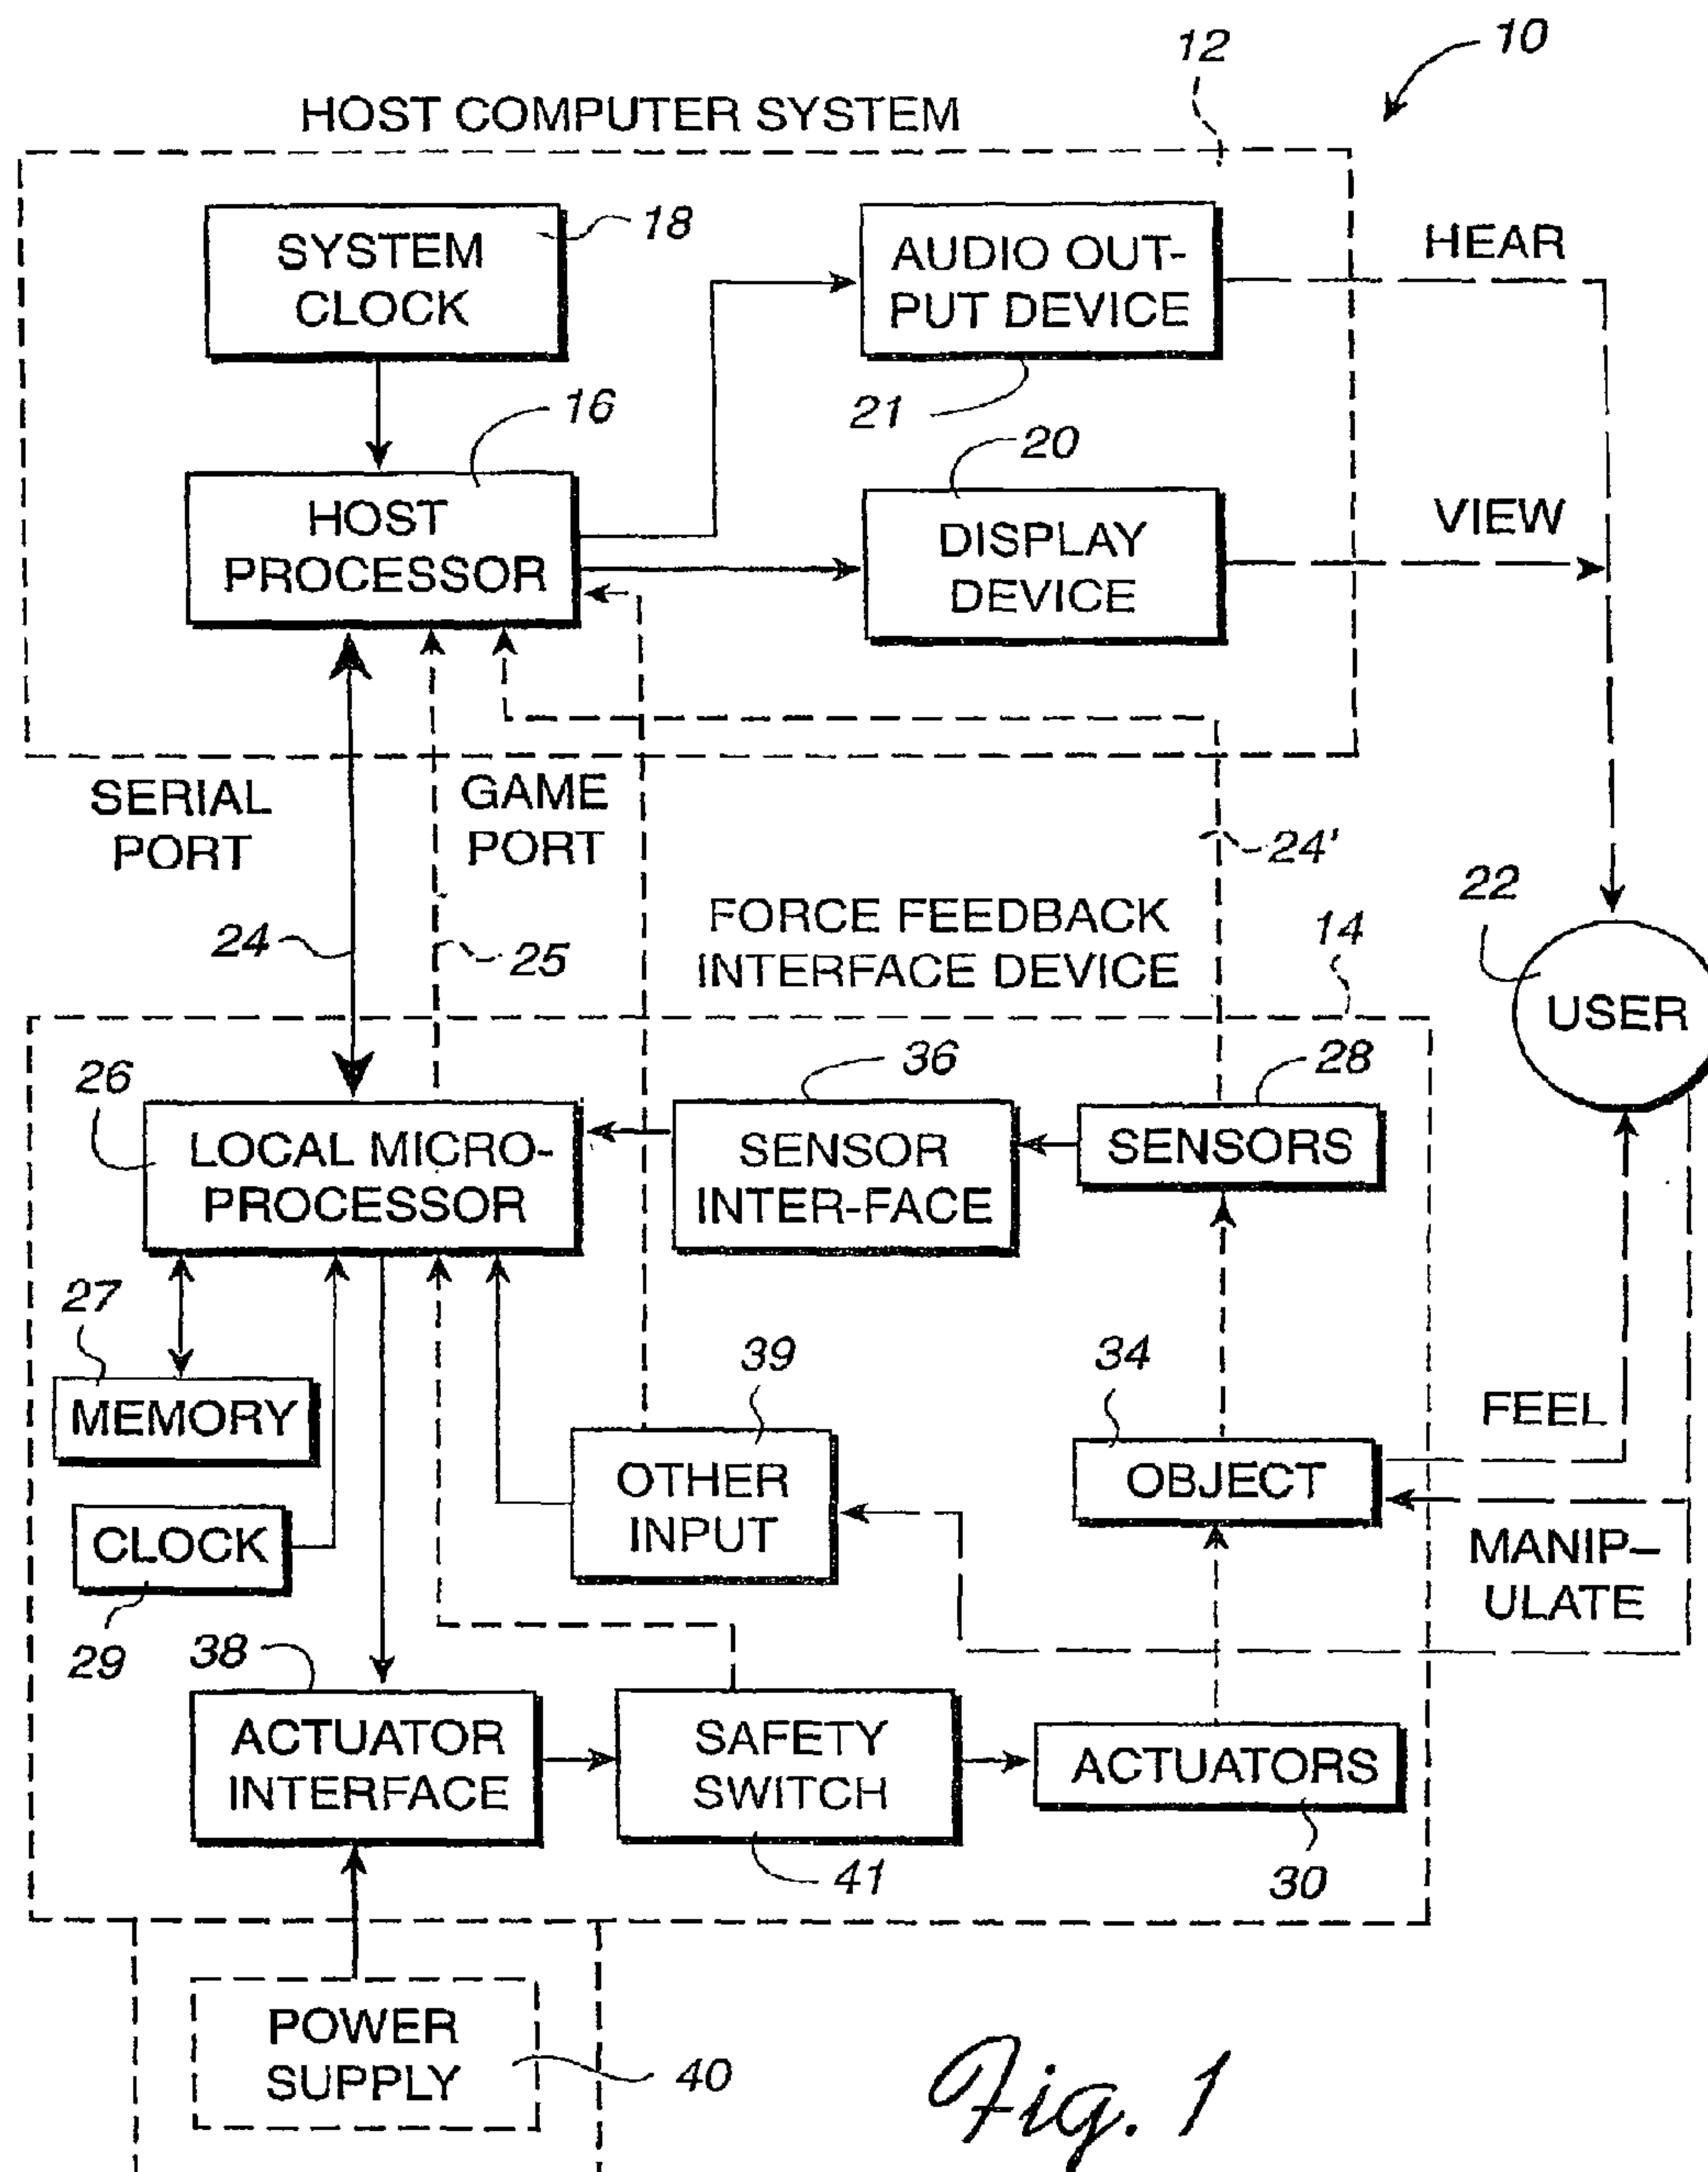 10
12
HOST COMPUTER SYSTEM
SYSTEM
CLOCK
18
AUDIO OUT-
PUT DEVICE
21
HEAR
16
HOST
PROCESSOR
20
DISPLAY
DEVICE
VIEW
SERIAL
PORT
GAME
PORT
24'
24
25
FORCE FEEDBACK
INTERFACE DEVICE
14
22
USER
26
LOCAL MICRO-
PROCESSOR
36
SENSOR
INTER-FACE
28
SENSORS
27
MEMORY
CLOCK
29
39
OTHER
INPUT
34
OBJECT
FEEL
MANIP-
ULATE
38
ACTUATOR
INTERFACE
SAFETY
SWITCH
41
ACTUATORS
30
POWER
SUPPLY
40
Fig. 1